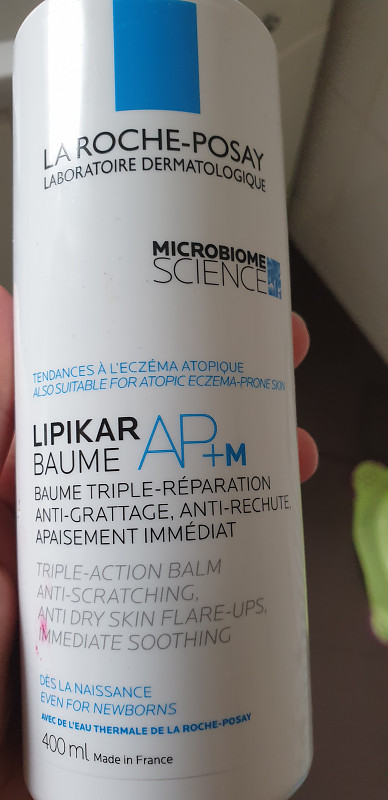 LA ROCHE-POSAY
LABORATOIRE DERMATOLOGIQUE
MICROBIOME
SCIENCE
TENDANCES À L'ECZÉMA ATOPIQUE
ALSO SUITABLE FOR ATOPIC ECZEMA-PRONE SKIN
LIPIKAR
BAUME AP+M
BAUME TRIPLE-RÉPARATION
ANTI-GRATTAGE, ANTI-RECHUTE,
APAISEMENT IMMÉDIAT
TRIPLE-ACTION BALM
ANTI-SCRATCHING,
ANTI DRY SKIN FLARE-UPS,
IMMEDIATE SOOTHING
DÈS LA NAISSANCE
EVEN FOR NEWBORNS
AVEC DE L'EAU THERMALE DE LA ROCHE-POSAY
400 ml Made in France